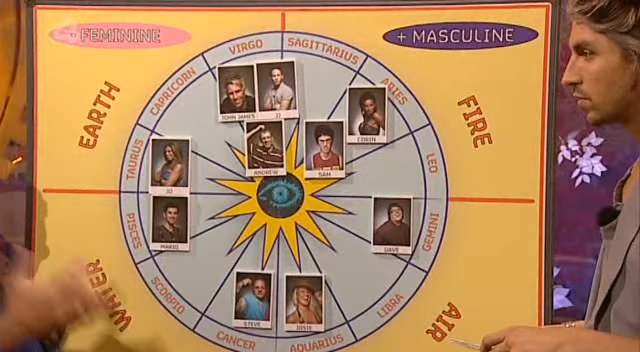 - FEMININE
+ MASCULINE
EARTH
FIRE
WATER
AIR
VIRGO
SAGITTARIUS
ARIES
LEO
GEMINI
LIBRA
AQUARIUS
CANCER
SCORPIO
PISCES
TAURUS
CAPRICORN
JOHN JAMES
JJ
ANDREW
SAM
CORIN
JO
MARIO
DAVE
STEVE
JOSIE